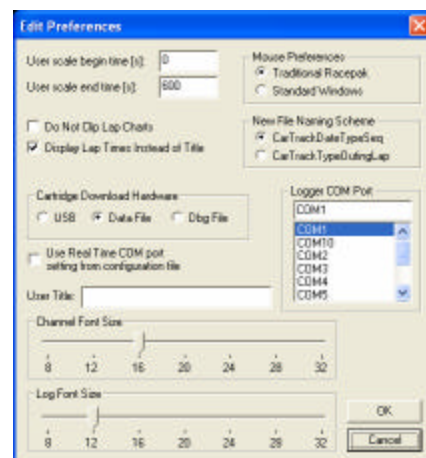 Edit Preferences
User scale begin time [s]: 0
User scale end time [s]: 600
Mouse Preferences
Traditional Racepak
Standard Windows
Do Not Clip Lap Charts
Display Lap Times Instead of Title
New File Naming Scheme
CarTrackDateTypeSeq
CarTrackTypeOutingLap
Cartridge Download Hardware
USB Data File Dbg File
Logger COM Port
COM1
COM1
COM10
COM2
COM3
COM4
COM5
Use Real Time COM port
setting from configuration file
User Title:
Channel Font Size
8 12 16 20 24 28 32
Log Font Size
8 12 16 20 24 28 32
OK
Cancel